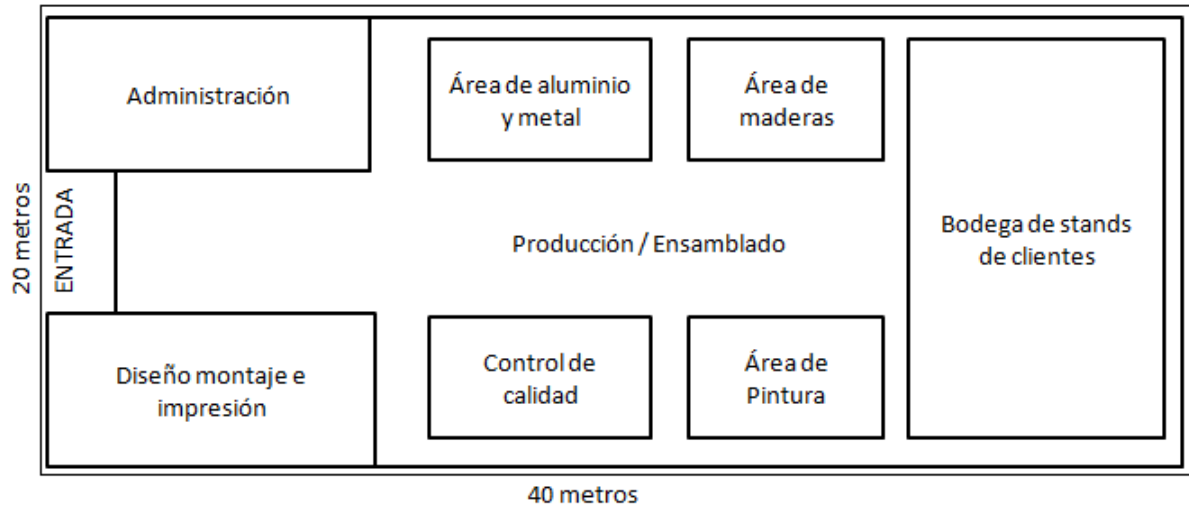 Administración
Área de aluminio
y metal
Área de
maderas
20 metros
ENTRADA
Producción / Ensamblado
Bodega de stands
de clientes
Diseño montaje e
impresión
Control de
calidad
Área de
Pintura
40 metros